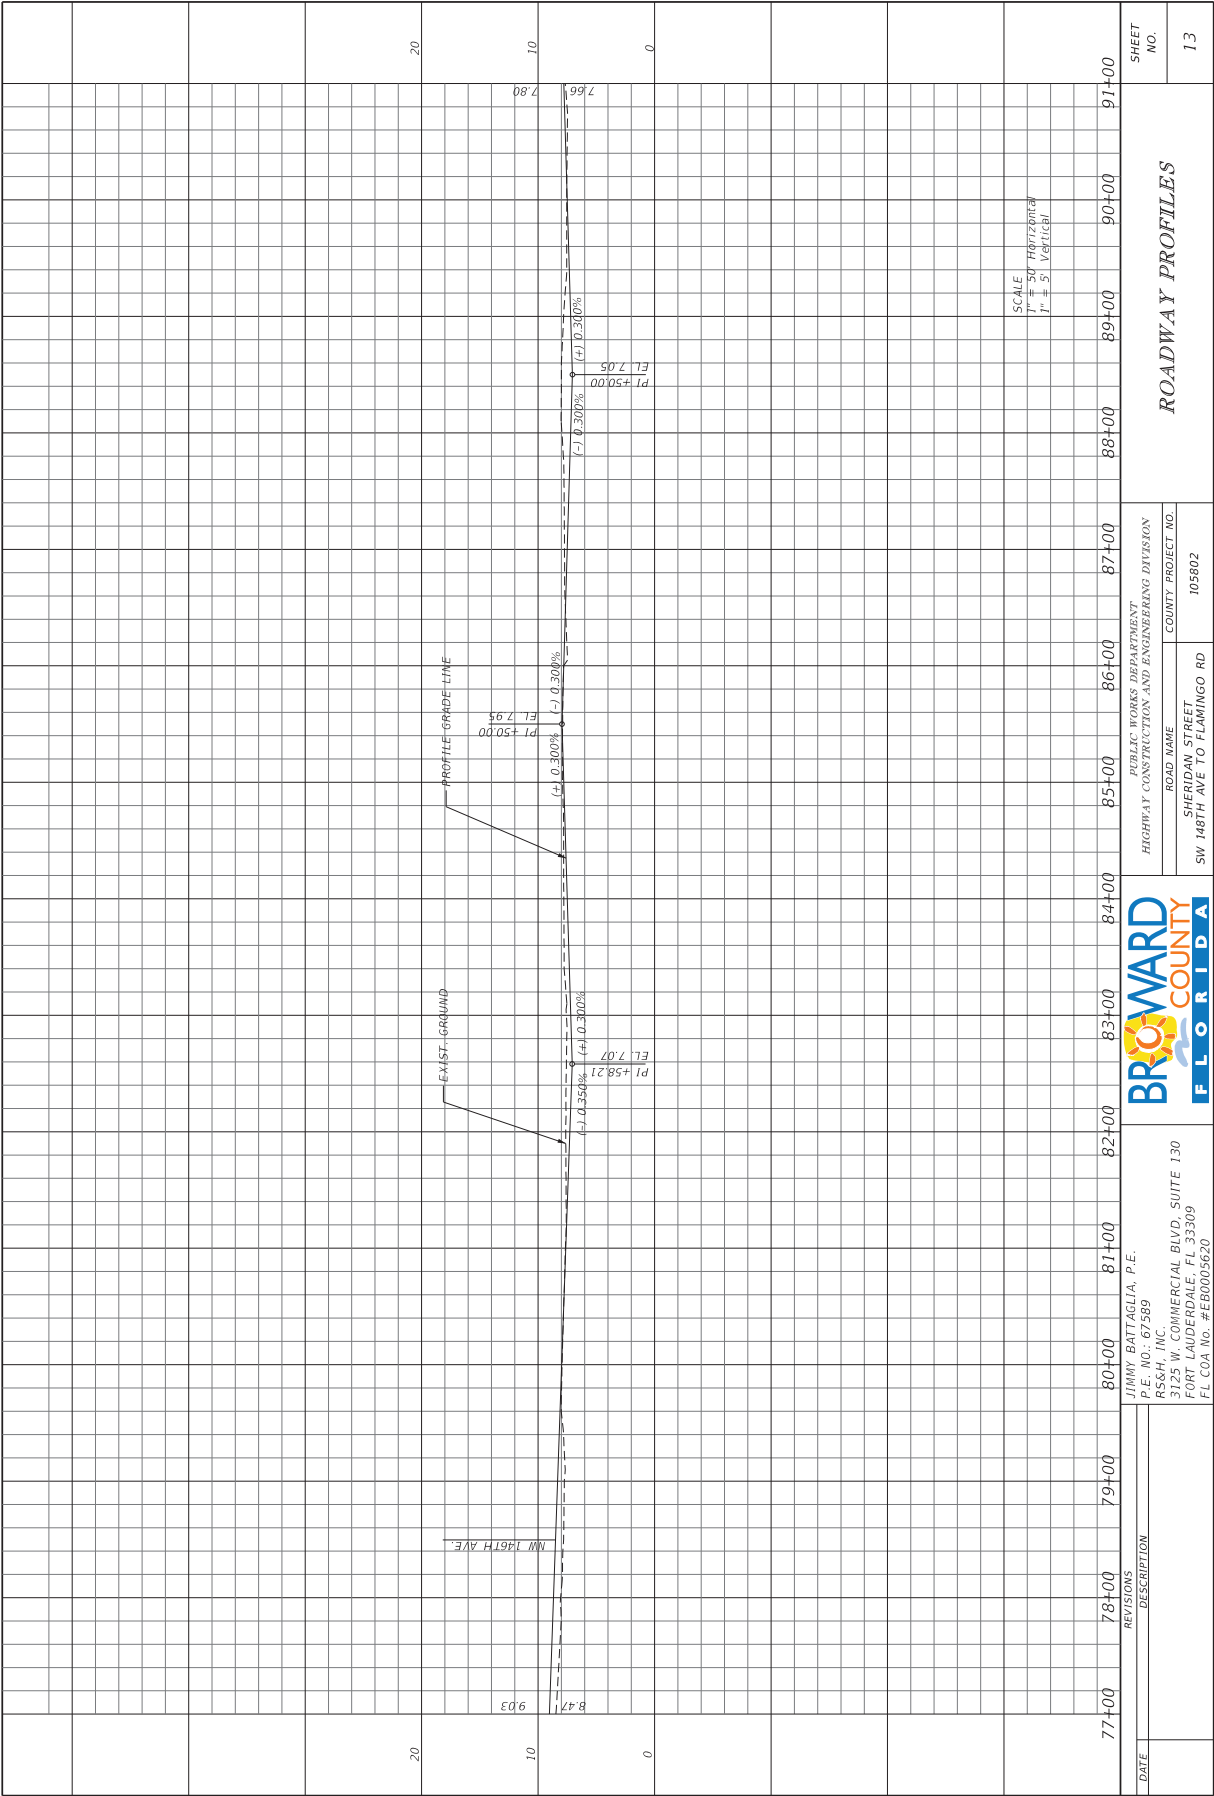 20
10
0
20
10
0
9.03
8.47
NW 146TH AVE.
EXIST. GROUND
(-) 0.350%
PI +58.21
EL. 7.07
(+) 0.300%
PROFILE GRADE LINE
(+) 0.300%
PI +50.00
EL. 7.95
(-) 0.300%
(-) 0.300%
PI +50.00
EL. 7.05
(+) 0.300%
7.80
7.66
SCALE
1" = 50' Horizontal
1" = 5' Vertical
77+00
78+00
79+00
80+00
81+00
82+00
83+00
84+00
85+00
86+00
87+00
88+00
89+00
90+00
91+00
REVISIONS
DATE
DESCRIPTION
JIMMY BATTAGLIA, P.E.
P.E. NO.: 67589
RS&H, INC.
3125 W. COMMERCIAL BLVD, SUITE 130
FORT LAUDERDALE, FL 33309
FL COA No. #EB0005620
BROWARD
COUNTY
FLORIDA
PUBLIC WORKS DEPARTMENT
HIGHWAY CONSTRUCTION AND ENGINEERING DIVISION
ROAD NAME
COUNTY PROJECT NO.
SHERIDAN STREET
SW 148TH AVE TO FLAMINGO RD
105802
ROADWAY PROFILES
SHEET
NO.
13